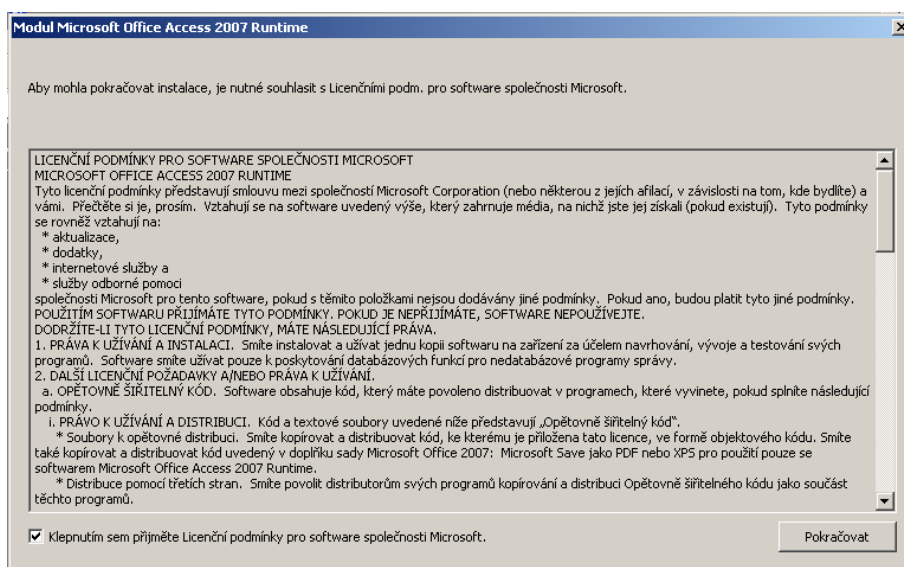 Modul Microsoft Office Access 2007 Runtime
Aby mohla pokračovat instalace, je nutné souhlasit s Licenčními podm. pro software společnosti Microsoft.
LICENČNÍ PODMÍNKY PRO SOFTWARE SPOLEČNOSTI MICROSOFT
MICROSOFT OFFICE ACCESS 2007 RUNTIME
Tyto licenční podmínky představují smlouvu mezi společností Microsoft Corporation (nebo některou z jejích afilací, v závislosti na tom, kde bydlíte) a
vámi.  Přečtěte si je, prosím.  Vztahují se na software uvedený výše, který zahrnuje média, na nichž jste jej získali (pokud existují).  Tyto podmínky
se rovněž vztahují na:
* aktualizace,
* dodatky,
* internetové služby a
* služby odborné pomoci
společnosti Microsoft pro tento software, pokud s těmito položkami nejsou dodávány jiné podmínky.  Pokud ano, budou platit tyto jiné podmínky.
POUŽITÍM SOFTWARU PŘIJÍMÁTE TYTO PODMÍNKY. POKUD JE NEPŘIJÍMÁTE, SOFTWARE NEPOUŽÍVEJTE.
DODRŽÍTE-LI TYTO LICENČNÍ PODMÍNKY, MÁTE NÁSLEDUJÍCÍ PRÁVA.
1. PRÁVA K UŽÍVÁNÍ A INSTALACI.  Smíte instalovat a užívat jednu kopii softwaru na zařízení za účelem navrhování, vývoje a testování svých
programů.  Software smíte užívat pouze k poskytování databázových funkcí pro nedatabázové programy správy.
2. DALŠÍ LICENČNÍ POŽADAVKY A/NEBO PRÁVA K UŽÍVÁNÍ.
a. OPĚTOVNĚ ŠIŘITELNÝ KÓD.  Software obsahuje kód, který máte povoleno distribuovat v programech, které vyvinete, pokud splníte následující
podmínky.
i. PRÁVO K UŽÍVÁNÍ A DISTRIBUCI.  Kód a textové soubory uvedené níže představují „Opětovně šiřitelný kód“.
* Soubory k opětovné distribuci.  Smíte kopírovat a distribuovat kód, ke kterému je přiložena tato licence, ve formě objektového kódu. Smíte
také kopírovat a distribuovat kód uvedený v doplňku sady Microsoft Office 2007:  Microsoft Save jako PDF nebo XPS pro použití pouze se
softwarem Microsoft Office Access 2007 Runtime.
* Distribuce pomocí třetích stran.  Smíte povolit distributorům svých programů kopírování a distribuci Opětovně šiřitelného kódu jako součást
těchto programů.
Klepnutím sem přijměte Licenční podmínky pro software společnosti Microsoft.
Pokračovat